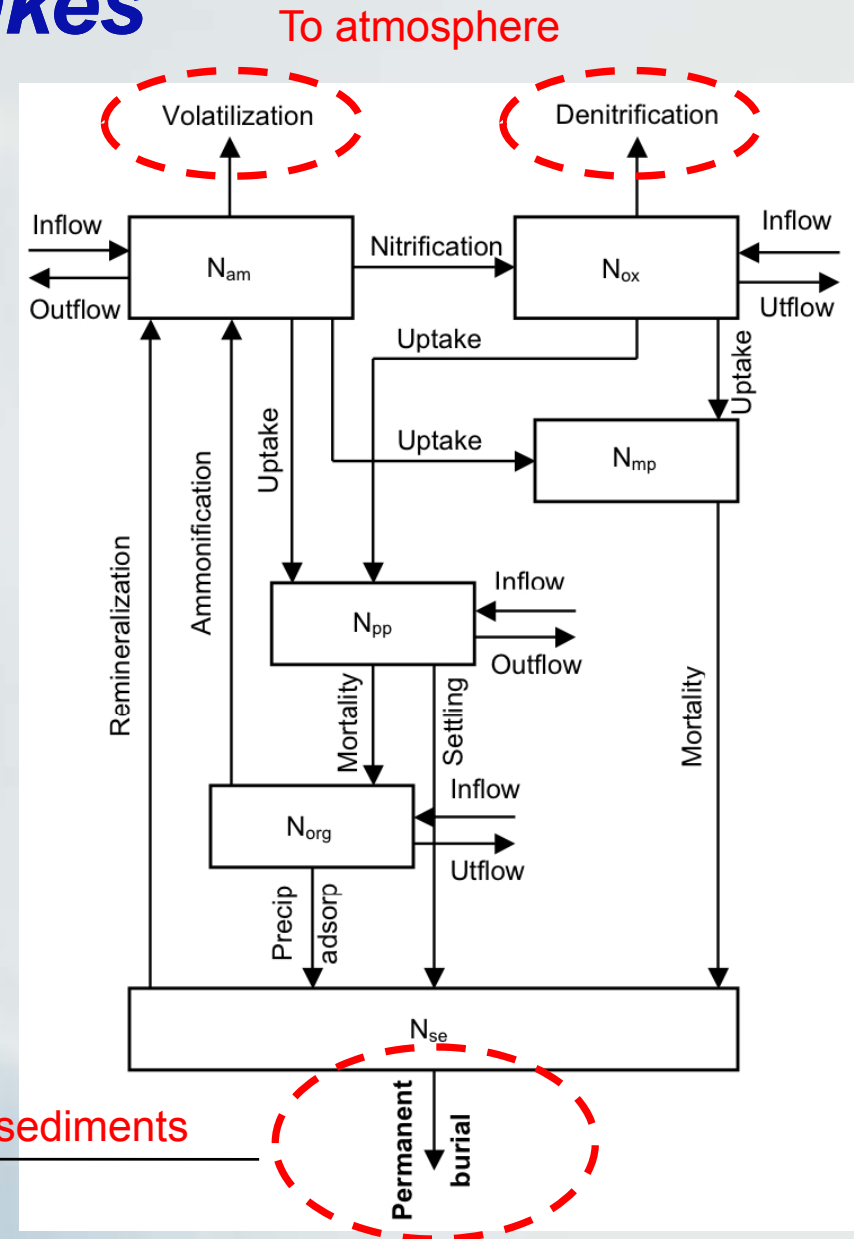 To atmosphere
Volatilization
Denitrification
Inflow
Inflow
Nam
Nitrification
Nox
Outflow
Utflow
Uptake
Uptake
Uptake
Uptake
Nmp
Ammonification
Remineralization
Inflow
Npp
Outflow
Mortality
Settling
Mortality
Inflow
Norg
Utflow
Precip
adsorp
Nse
sediments
Permanent
burial